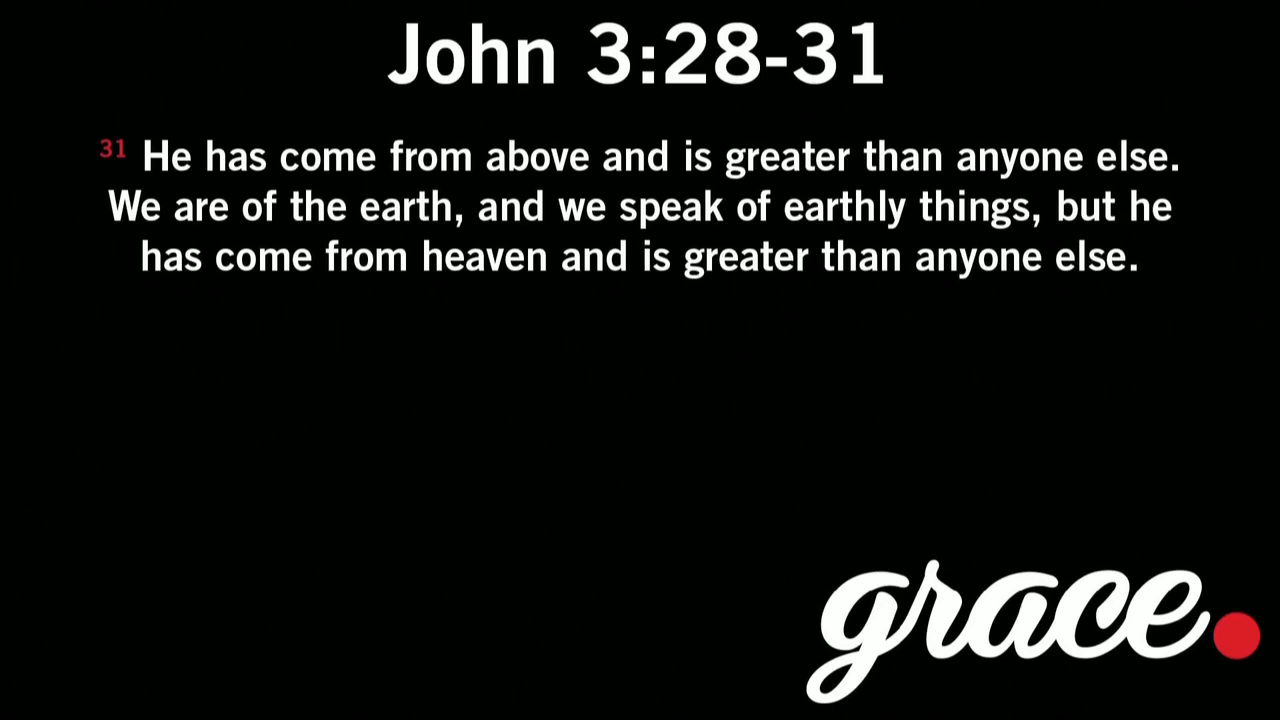 John 3:28-31
31 He has come from above and is greater than anyone else.
We are of the earth, and we speak of earthly things, but he
has come from heaven and is greater than anyone else.
grace.